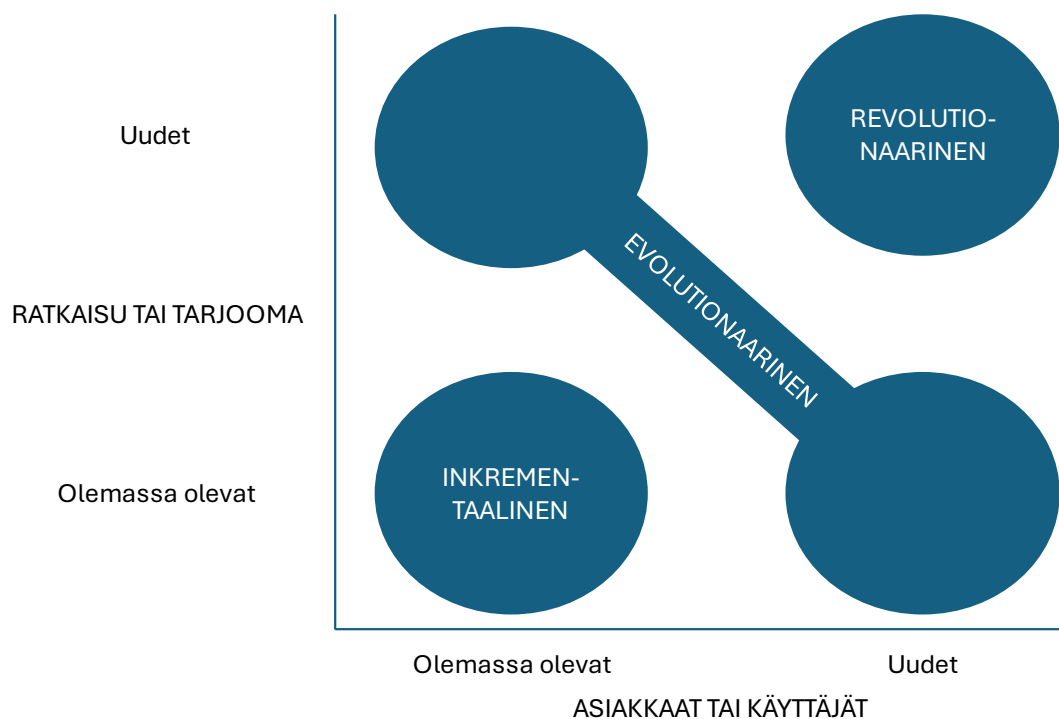 Uudet
REVOLUTIO-
NAARINEN
EVOLUTIONAARINEN
RATKAISU TAI TARJOOMA
Olemassa olevat
INKREMEN-
TAALINEN
Olemassa olevat
Uudet
ASIAKKAAT TAI KÄYTTÄJÄT